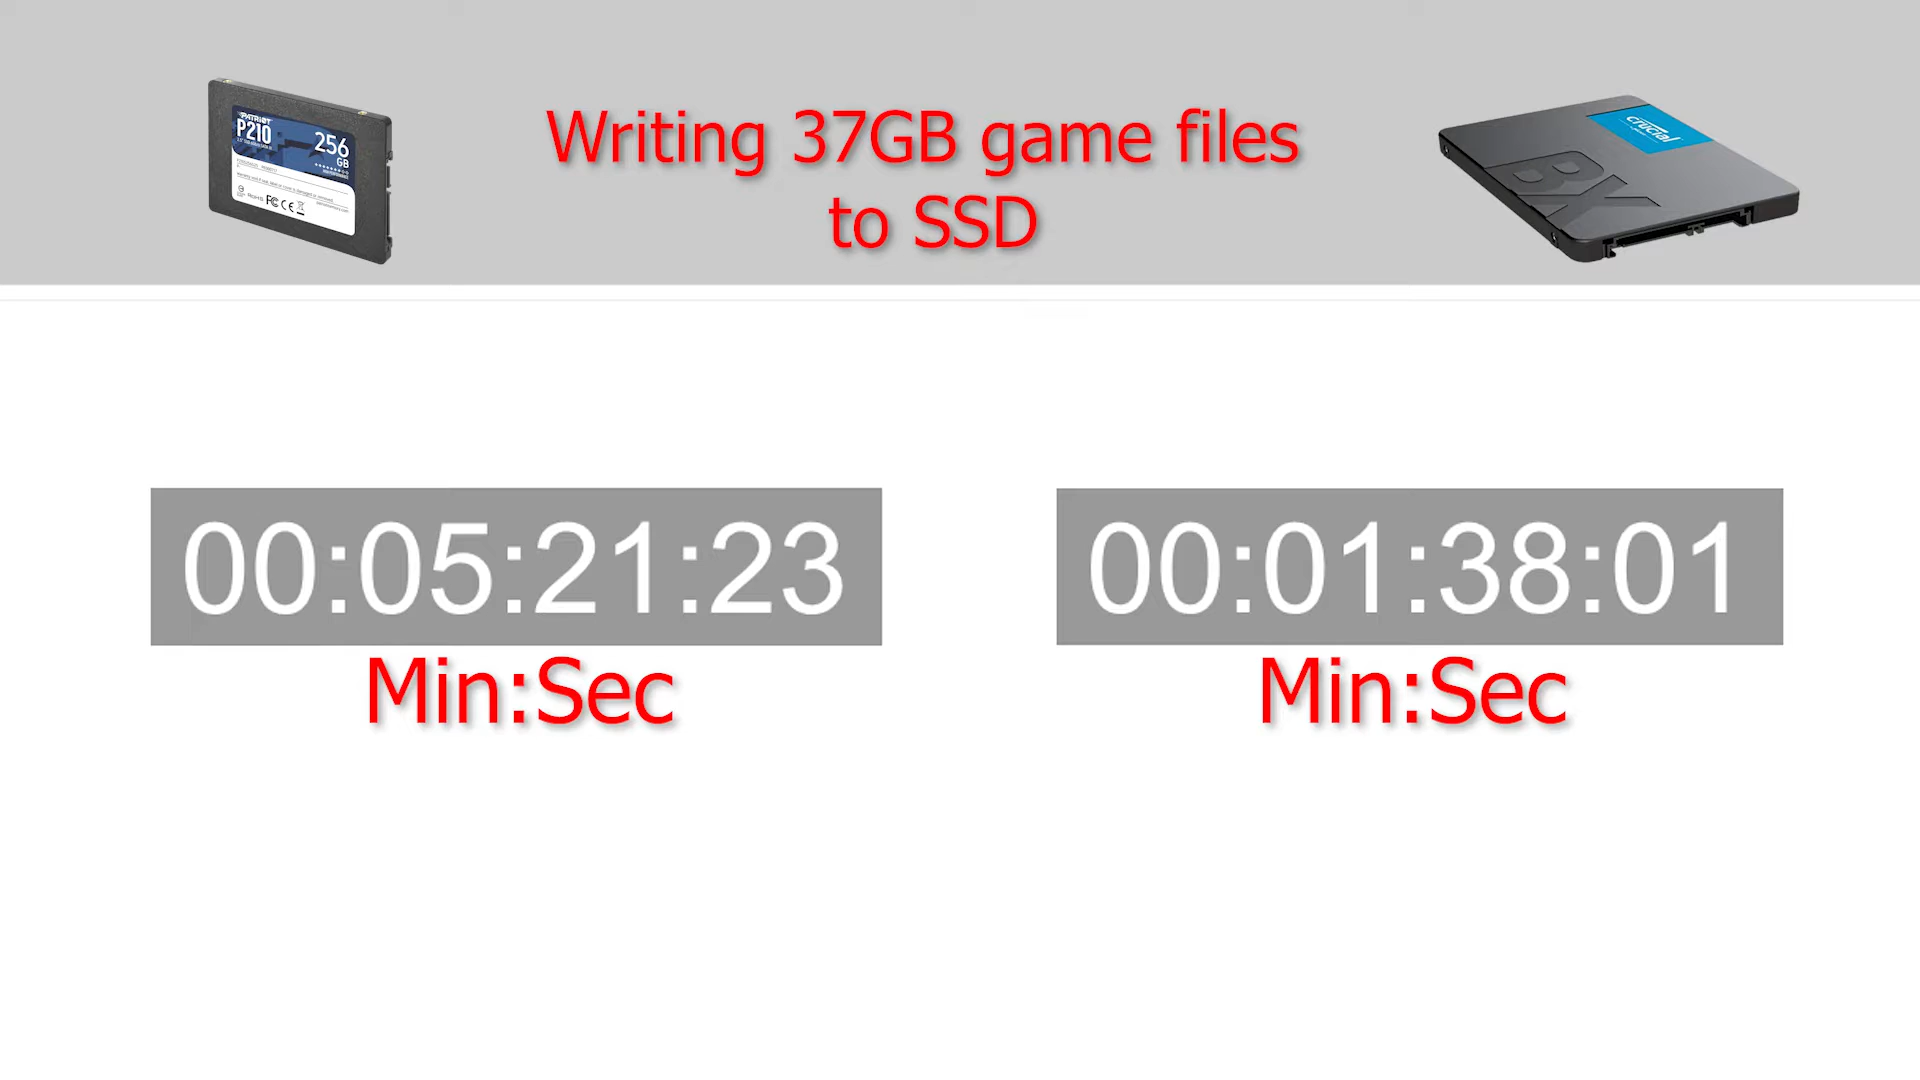 PATRIOT
P210
256
GB
Writing 37GB game files
to SSD
crucial
BX
00:05:21:23
00:01:38:01
Min:Sec
Min:Sec